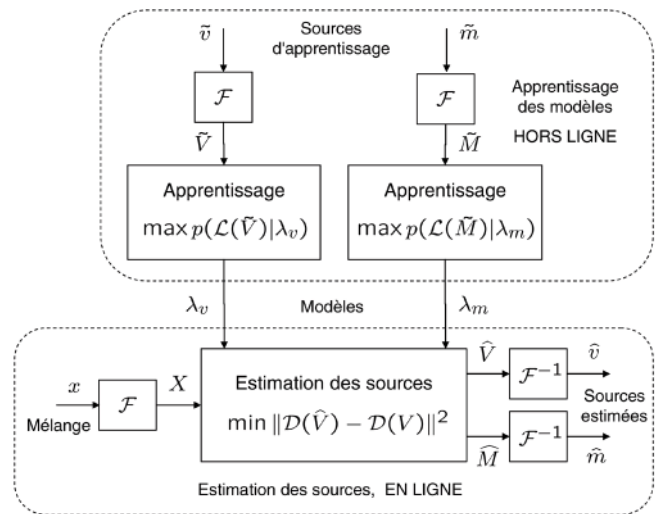 ṽ
Sources
d'apprentissage
m̃
ℱ
ℱ
Apprentissage
des modèles
HORS LIGNE
Ṽ
M̃
Apprentissage
max p(ℒ(Ṽ)|λ_v)
Apprentissage
max p(ℒ(M̃)|λ_m)
λ_v
Modèles
λ_m
x
ℱ
X
Mélange
Estimation des sources
min ‖𝒟(V̂) − 𝒟(V)‖²
V̂
ℱ⁻¹
v̂
Sources
estimées
M̂
ℱ⁻¹
m̂
Estimation des sources, EN LIGNE